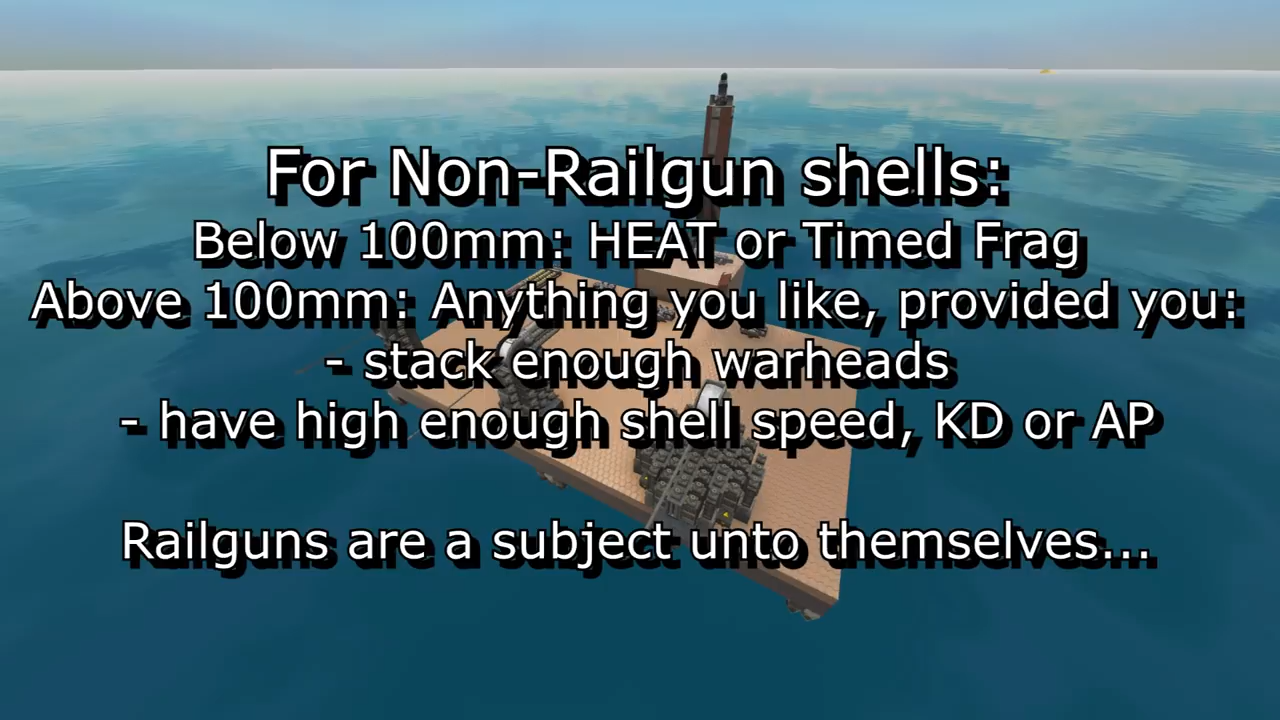 For Non-Railgun shells:
Below 100mm: HEAT or Timed Frag
Above 100mm: Anything you like, provided you:
- stack enough warheads
- have high enough shell speed, KD or AP
Railguns are a subject unto themselves...